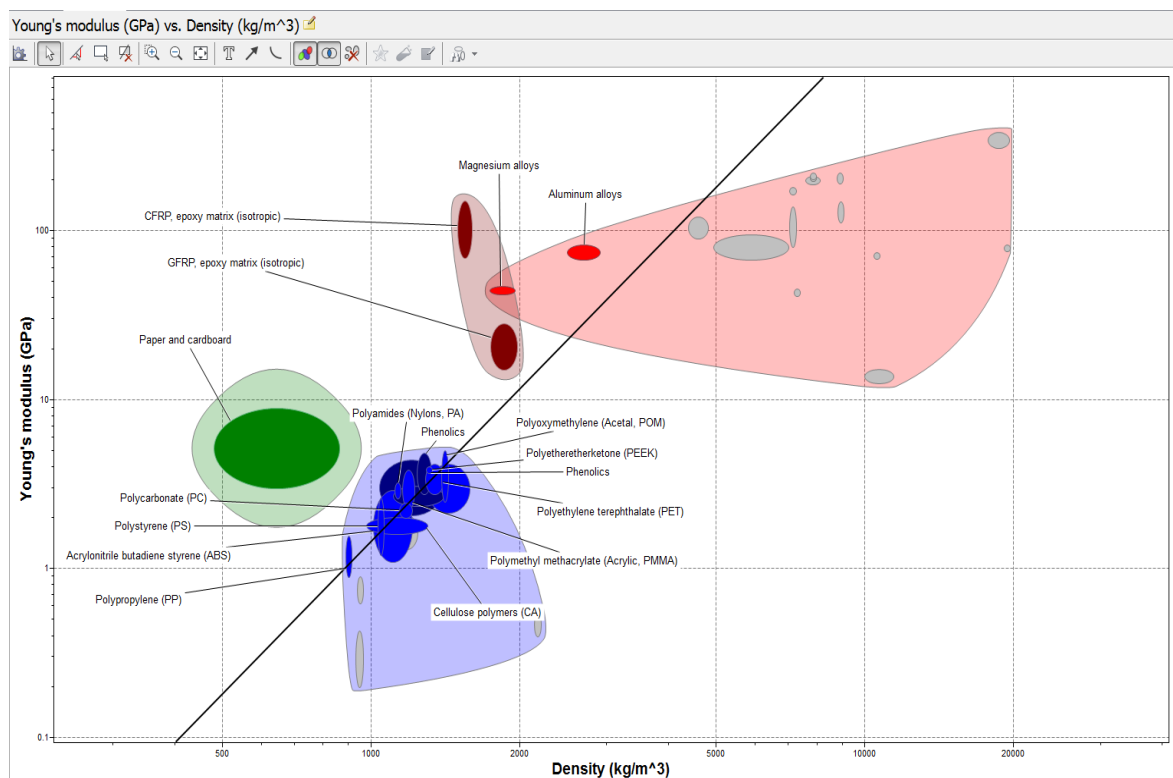 Young's modulus (GPa) vs. Density (kg/m^3)
Magnesium alloys
Aluminum alloys
CFRP, epoxy matrix (isotropic)
GFRP, epoxy matrix (isotropic)
Paper and cardboard
Polyamides (Nylons, PA)
Polyoxymethylene (Acetal, POM)
Phenolics
Polyetheretherketone (PEEK)
Phenolics
Polycarbonate (PC)
Polyethylene terephthalate (PET)
Polystyrene (PS)
Acrylonitrile butadiene styrene (ABS)
Polymethyl methacrylate (Acrylic, PMMA)
Polypropylene (PP)
Cellulose polymers (CA)
Young's modulus (GPa)
100
10
1
0.1
500
1000
2000
5000
10000
20000
Density (kg/m^3)